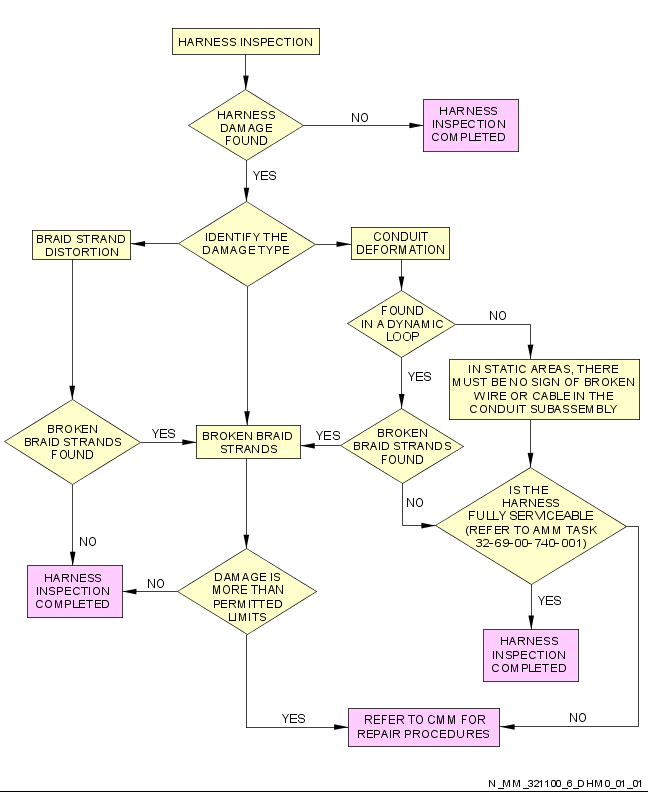 HARNESS INSPECTION
HARNESS
DAMAGE
FOUND
NO
HARNESS
INSPECTION
COMPLETED
YES
BRAID STRAND
DISTORTION
IDENTIFY THE
DAMAGE TYPE
CONDUIT
DEFORMATION
FOUND
IN A DYNAMIC
LOOP
NO
YES
IN STATIC AREAS, THERE
MUST BE NO SIGN OF BROKEN
WIRE OR CABLE IN THE
CONDUIT SUBASSEMBLY
BROKEN
BRAID STRANDS
FOUND
YES
BROKEN BRAID
STRANDS
YES
BROKEN
BRAID STRANDS
FOUND
NO
IS THE
HARNESS
FULLY SERVICEABLE
(REFER TO AMM TASK
32-69-00-740-001)
NO
HARNESS
INSPECTION
COMPLETED
NO
DAMAGE IS
MORE THAN
PERMITTED
LIMITS
YES
HARNESS
INSPECTION
COMPLETED
YES
REFER TO CMM FOR
REPAIR PROCEDURES
NO
N_MM_321100_6_DHM0_01_01